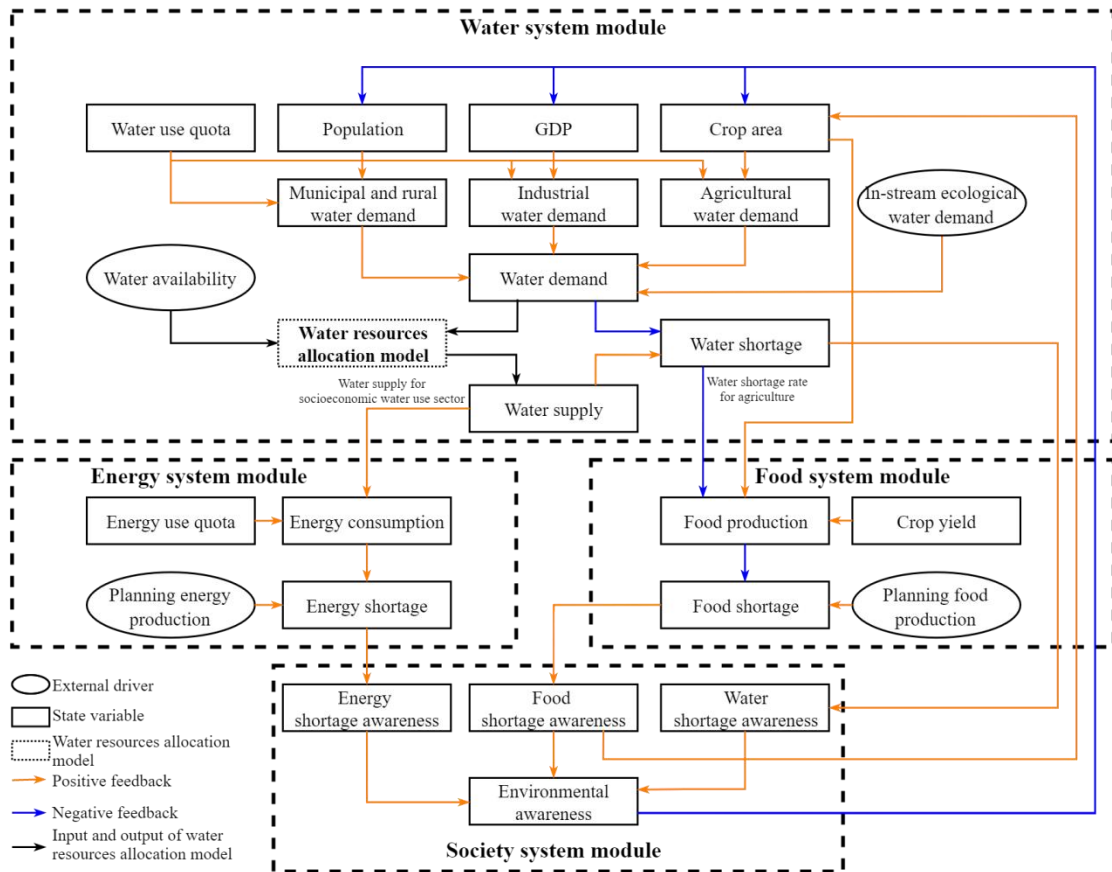 Water system module
Water use quota
Population
GDP
Crop area
Municipal and rural
water demand
Industrial
water demand
Agricultural
water demand
In-stream ecological
water demand
Water availability
Water demand
Water resources
allocation model
Water shortage
Water supply for
socioeconomic water use sector
Water supply
Water shortage rate
for agriculture
Energy system module
Food system module
Energy use quota
Energy consumption
Food production
Crop yield
Planning energy
production
Energy shortage
Food shortage
Planning food
production
External driver
State variable
Water resources allocation
model
Positive feedback
Negative feedback
Input and output of water
resources allocation model
Energy
shortage awareness
Food
shortage awareness
Water
shortage awareness
Environmental
awareness
Society system module